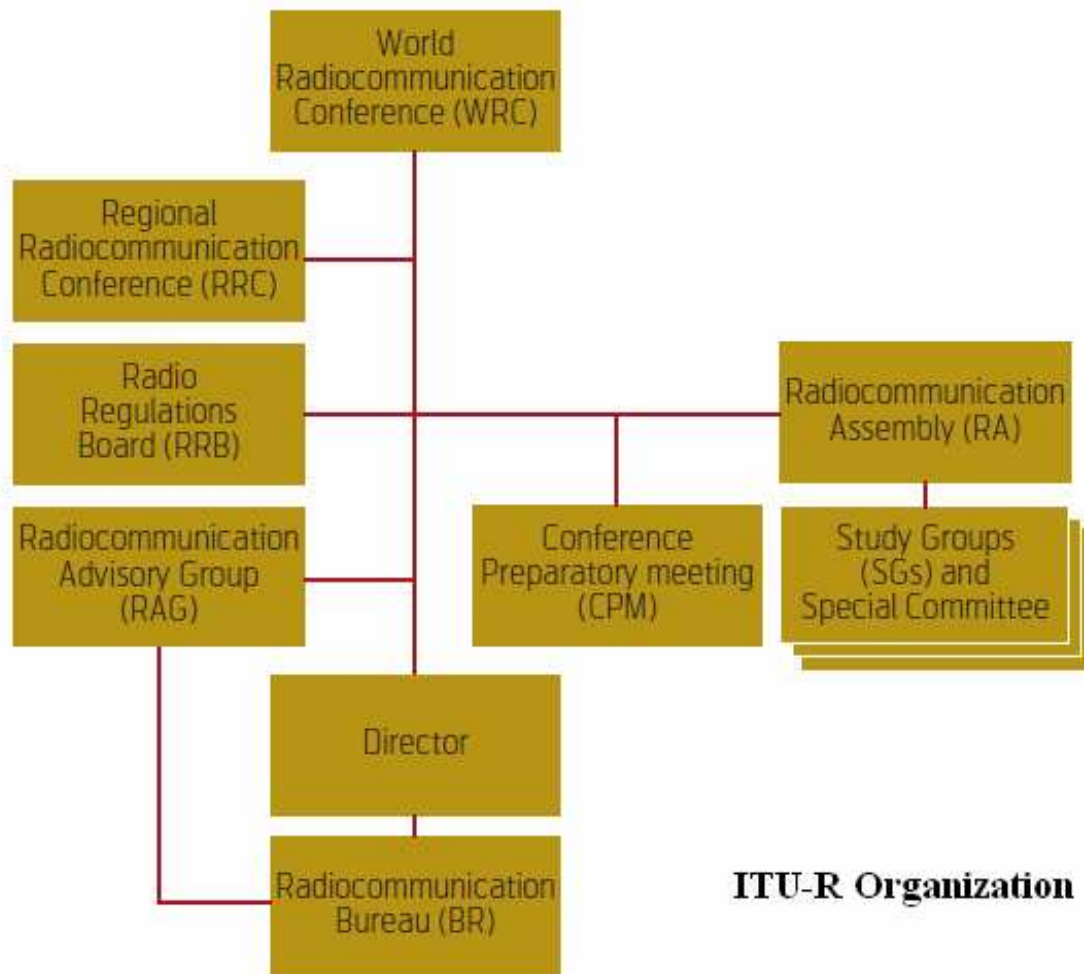 World
Radiocommunication
Conference (WRC)
Regional
Radiocommunication
Conference (RRC)
Radio
Regulations
Board (RRB)
Radiocommunication
Assembly (RA)
Radiocommunication
Advisory Group
(RAG)
Conference
Preparatory meeting
(CPM)
Study Groups
(SGs) and
Special Committee
Director
Radiocommunication
Bureau (BR)
ITU-R Organization